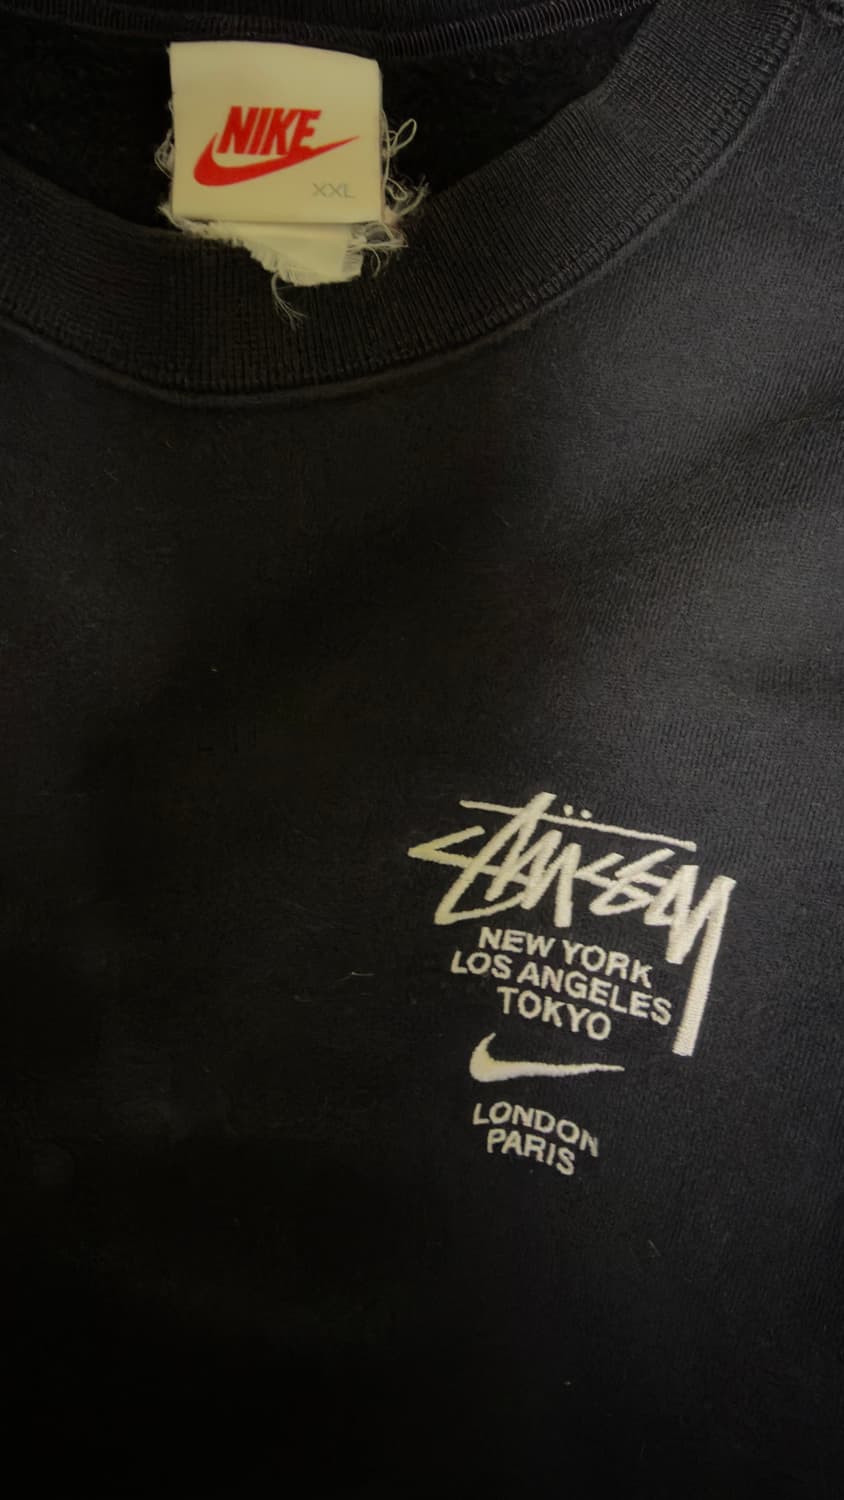 NIKE
XXL
STÜSSY
NEW YORK
LOS ANGELES
TOKYO
LONDON
PARIS